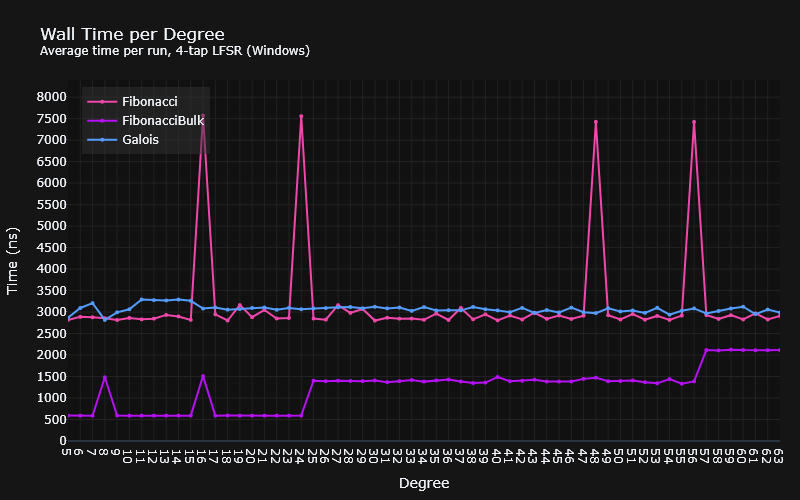 Wall Time per Degree
Average time per run, 4-tap LFSR (Windows)
Fibonacci
FibonacciBulk
Galois
8000
7500
7000
6500
6000
5500
5000
4500
4000
3500
3000
2500
2000
1500
1000
500
0
Time (ns)
5 6 7 8 9 10 11 12 13 14 15 16 17 18 19 20 21 22 23 24 25 26 27 28 29 30 31 32 33 34 35 36 37 38 39 40 41 42 43 44 45 46 47 48 49 50 51 52 53 54 55 56 57 58 59 60 61 62 63
Degree